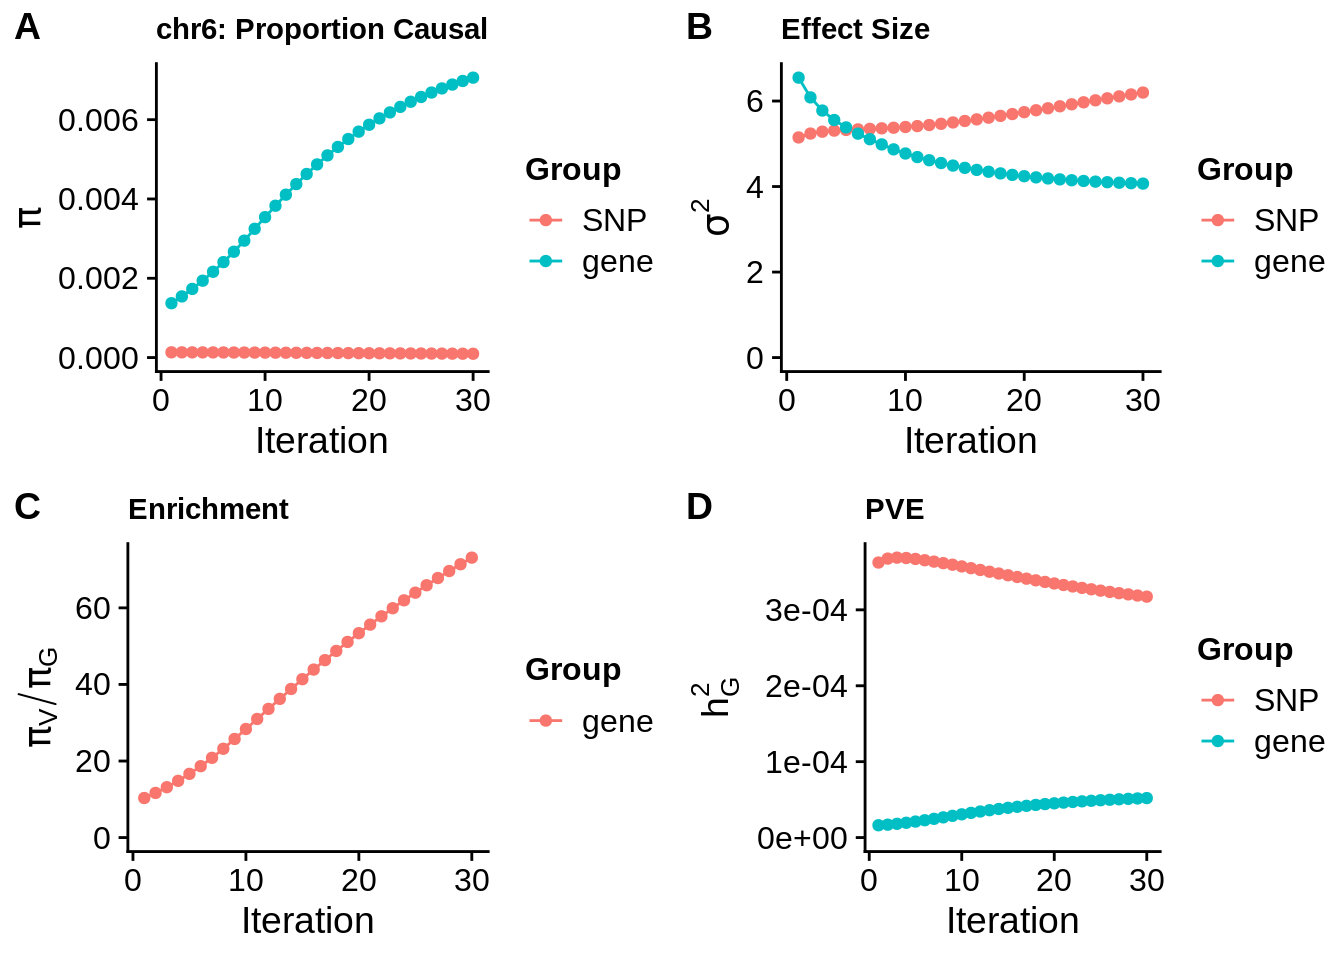 A
chr6: Proportion Causal
π
0.006
0.004
0.002
0.000
0 10 20 30
Iteration
Group
SNP
gene
B
Effect Size
σ²
6
4
2
0
0 10 20 30
Iteration
Group
SNP
gene
C
Enrichment
πV/πG
60
40
20
0
0 10 20 30
Iteration
Group
gene
D
PVE
h²G
3e-04
2e-04
1e-04
0e+00
0 10 20 30
Iteration
Group
SNP
gene